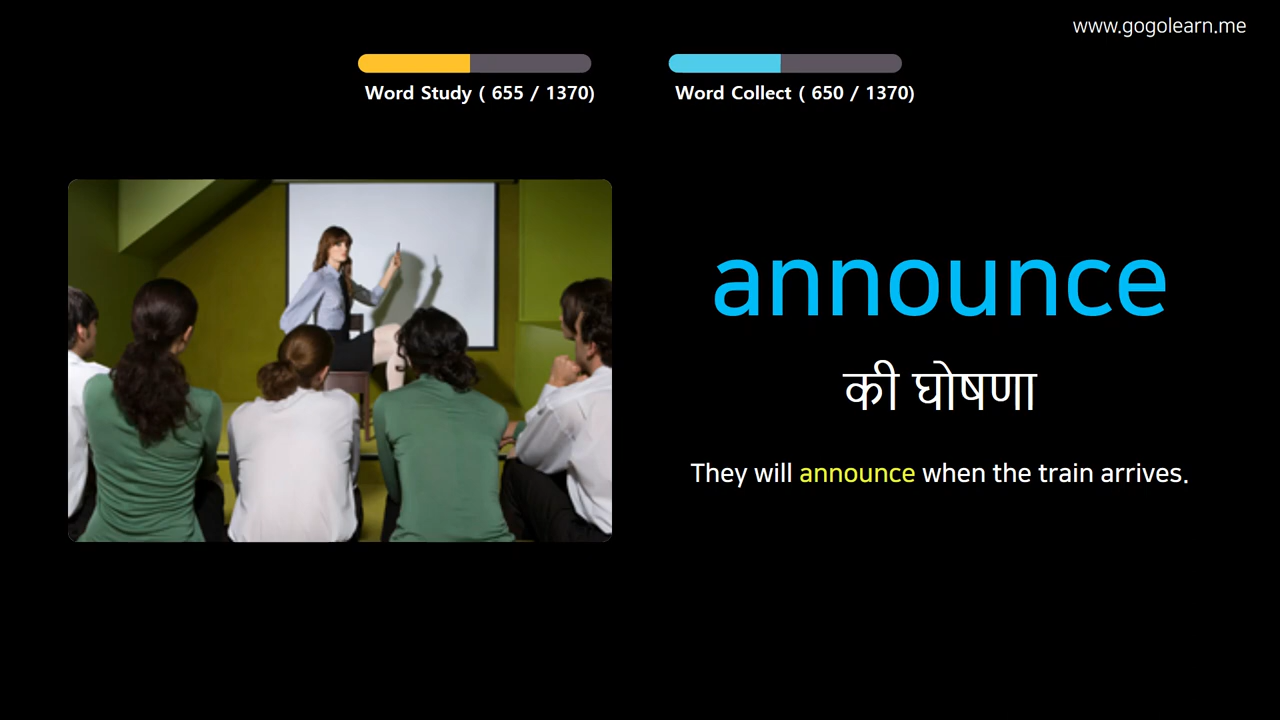 www.gogolearn.me
Word Study ( 655 / 1370)
Word Collect ( 650 / 1370)
announce
की घोषणा
They will announce when the train arrives.